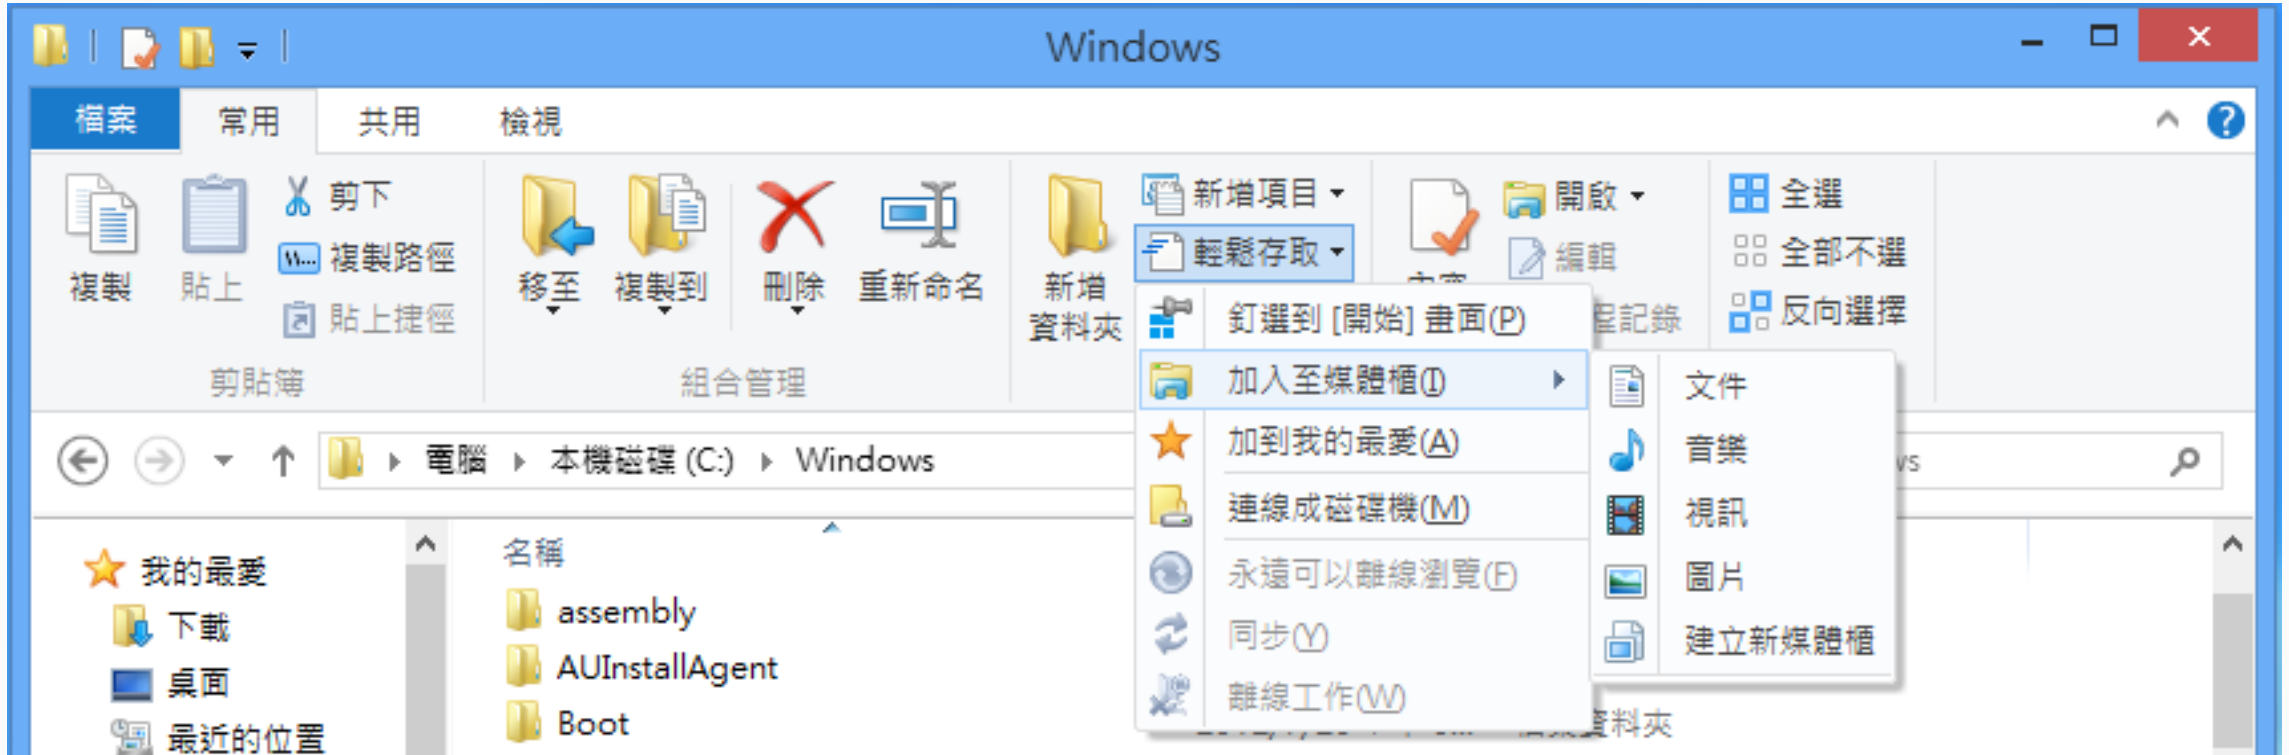 Windows
檔案 常用 共用 檢視
複製
貼上
剪下
複製路徑
貼上捷徑
剪貼簿
移至
複製到
刪除
重新命名
組合管理
新增
資料夾
新增項目
輕鬆存取
開啟
編輯
記錄
全選
全部不選
反向選擇
釘選到 [開始] 畫面(P)
加入至媒體櫃(I)
加到我的最愛(A)
連線成磁碟機(M)
永遠可以離線瀏覽(F)
同步(Y)
離線工作(W)
文件
音樂
視訊
圖片
建立新媒體櫃
電腦 本機磁碟 (C:) Windows
我的最愛
下載
桌面
最近的位置
名稱
assembly
AUInstallAgent
Boot
資料夾